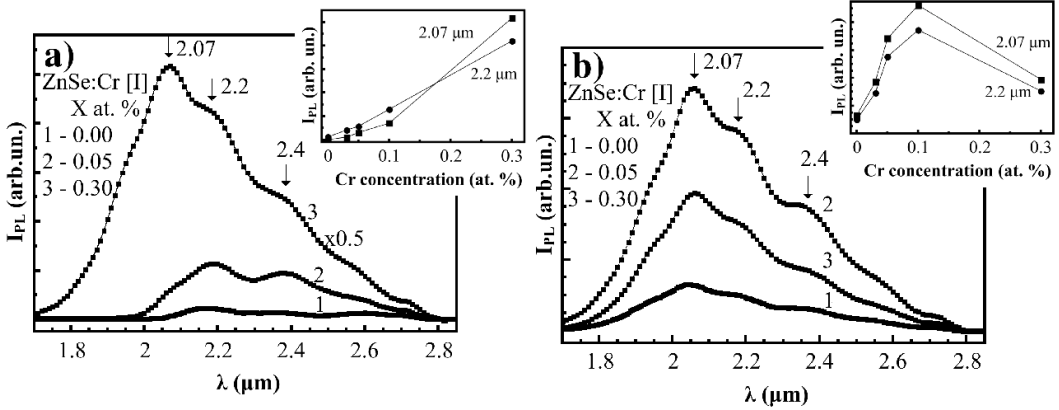 a)
ZnSe:Cr [I]
X at. %
1 - 0.00
2 - 0.05
3 - 0.30
2.07
2.2
2.4
3
x0.5
2
1
I_PL (arb.un.)
1.8
2
2.2
2.4
2.6
2.8
λ (μm)
I_PL (arb. un.)
2.07 μm
2.2 μm
0
0.1
0.2
0.3
Cr concentration (at. %)
b)
ZnSe:Cr [I]
X at. %
1 - 0.00
2 - 0.05
3 - 0.30
2.07
2.2
2.4
2
3
1
I_PL (arb.un.)
1.8
2
2.2
2.4
2.6
2.8
λ (μm)
I_PL (arb. un.)
2.07 μm
2.2 μm
0
0.1
0.2
0.3
Cr concentration (at. %)